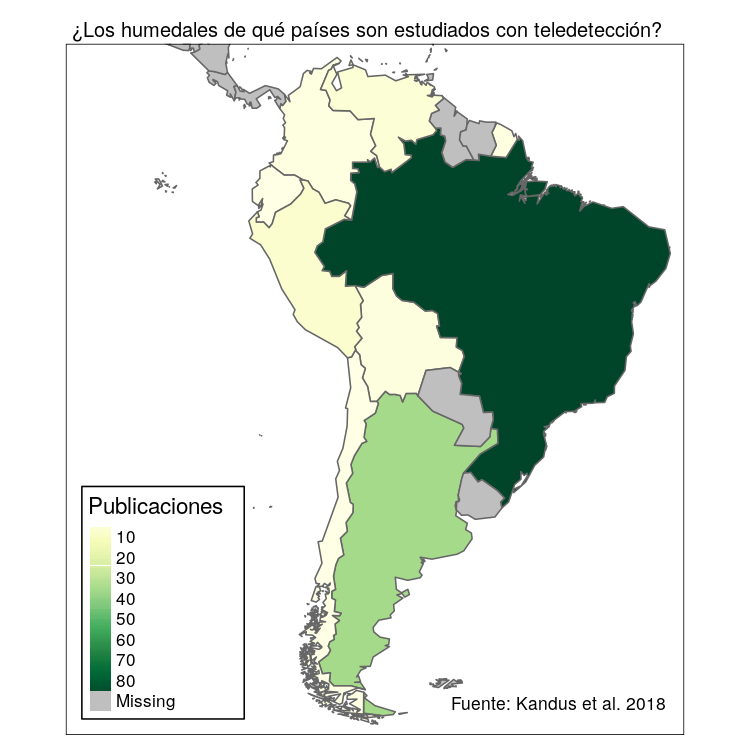 ¿Los humedales de qué países son estudiados con teledetección?
Publicaciones
10
20
30
40
50
60
70
80
Missing
Fuente: Kandus et al. 2018